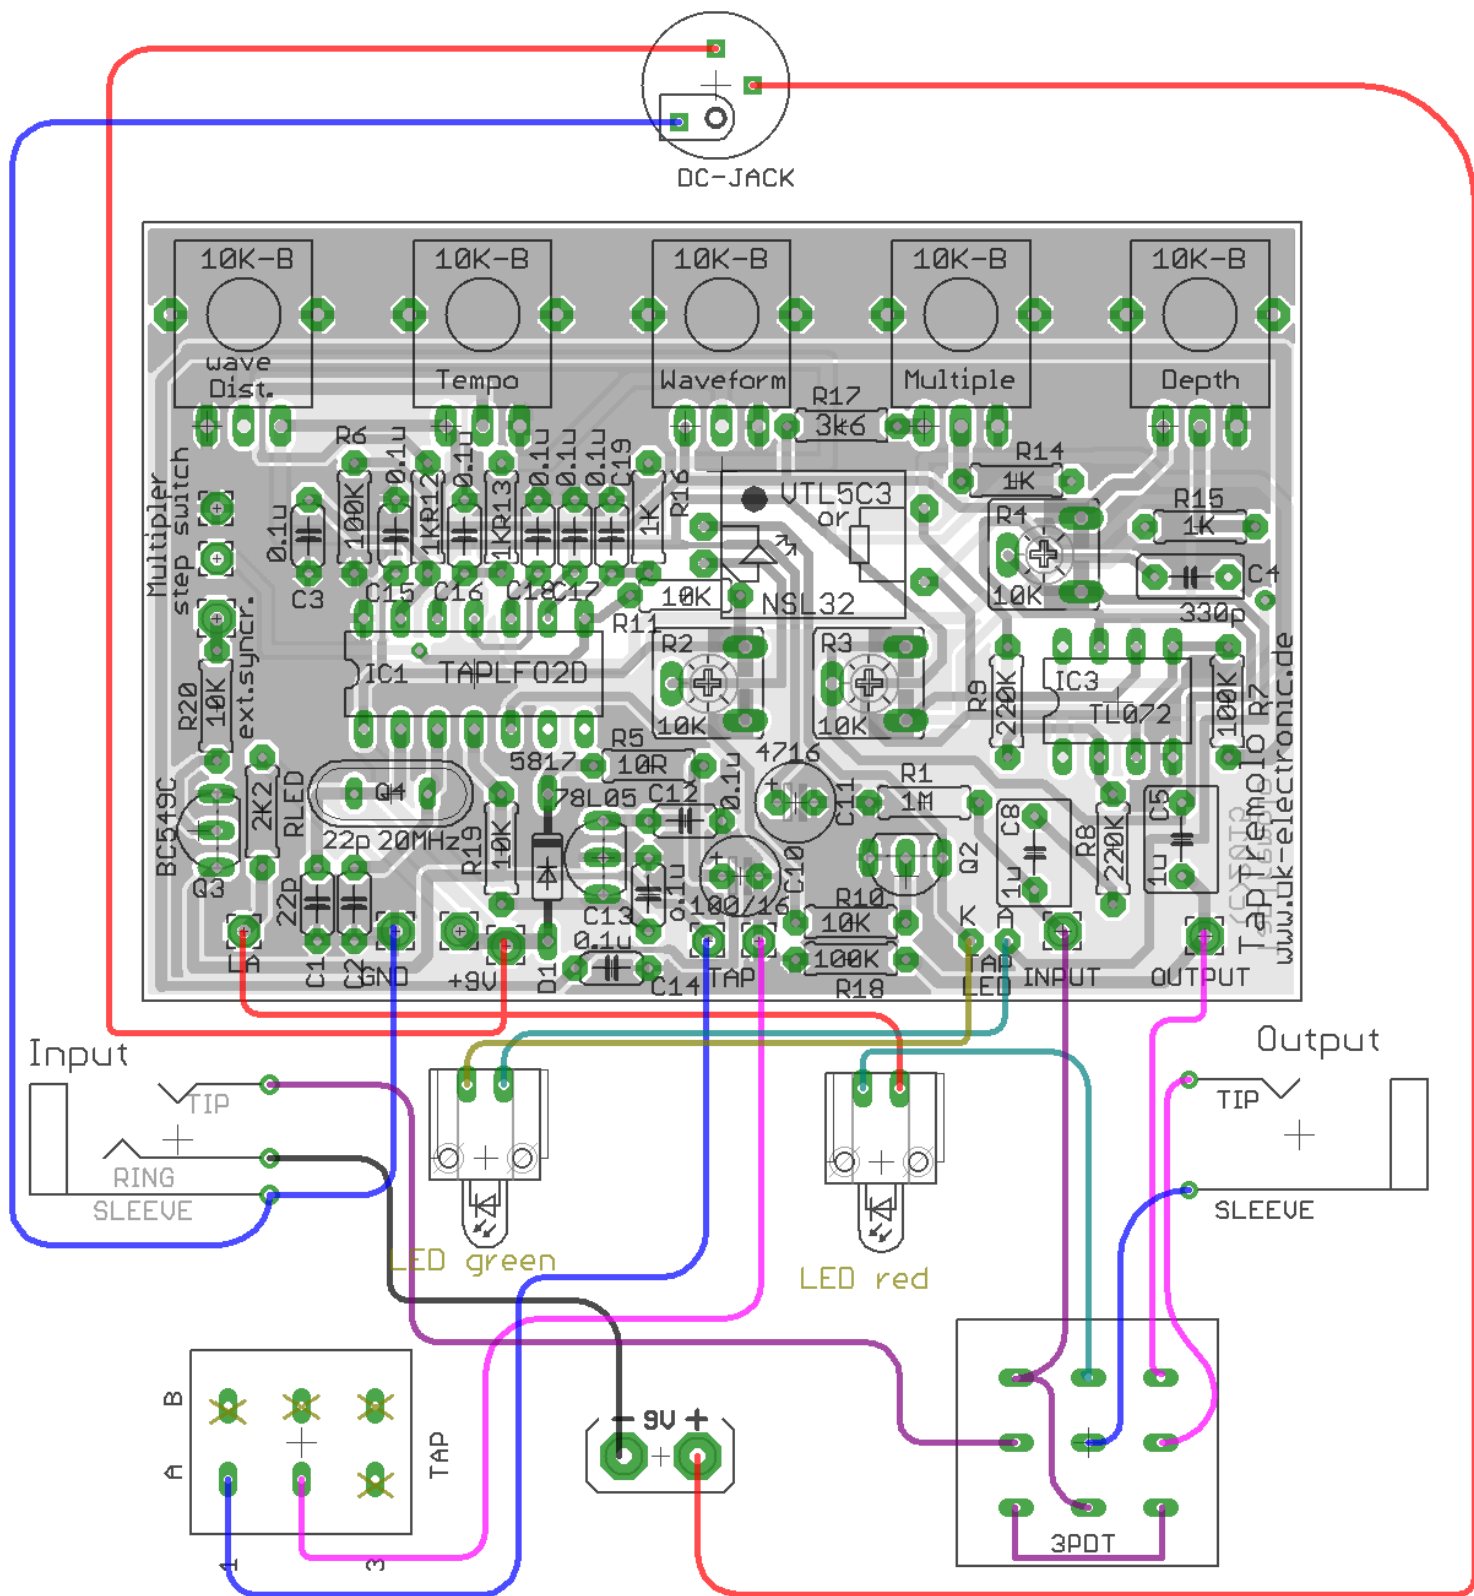 DC-JACK
10K-B
10K-B
10K-B
10K-B
10K-B
wave
Dist.
Tempo
Waveform
Multiple
Depth
R17
3k6
R6
0.1u
0.1u
0.1u
0.1u
C19
R14
1K
Multipler
step switch
0.1u
100K
1K
R12
1K
R13
1K
R16
VTL5C3
or
NSL32
R4
10K
R15
1K
C4
330p
C3
C15
C16
C18
C17
10K
R11
R20
10K
ext.syncr.
IC1
TAPLFO2D
R2
10K
R3
10K
R9
220K
IC3
TL072
100K
R7
BC549C
Q3
2K2
RLED
Q4
22p
20MHz
R19
10K
5817
78L05
R5
10R
C12
0.1u
4716
C11
R1
1M
C8
1u
R8
220K
C5
1u
TapTremolo
www.uk-electronic.de
22p
C1
C2
D1
C13
0.1u
0.1u
C14
100/16
C10
Q2
R10
10K
100K
R18
K
A
LA
GND
+9V
TAP
TAP
LED
INPUT
OUTPUT
Input
TIP
RING
SLEEVE
LED green
LED red
Output
TIP
SLEEVE
B
A
TAP
1
3
- 9V +
3PDT